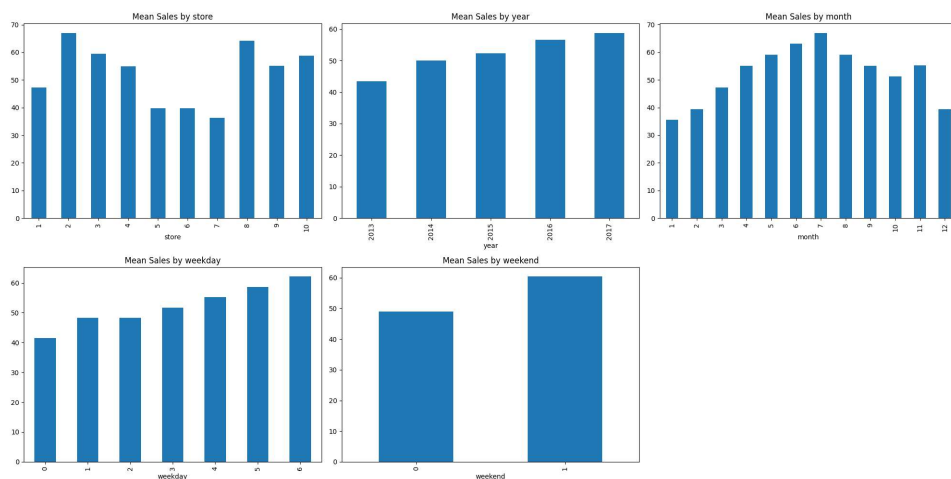 Mean Sales by store
70
60
50
40
30
20
10
0
1 2 3 4 5 6 7 8 9 10
store
Mean Sales by year
60
50
40
30
20
10
0
2013 2014 2015 2016 2017
year
Mean Sales by month
70
60
50
40
30
20
10
0
1 2 3 4 5 6 7 8 9 10 11 12
month
Mean Sales by weekday
60
50
40
30
20
10
0
0 1 2 3 4 5 6
weekday
Mean Sales by weekend
60
50
40
30
20
10
0
0 1
weekend